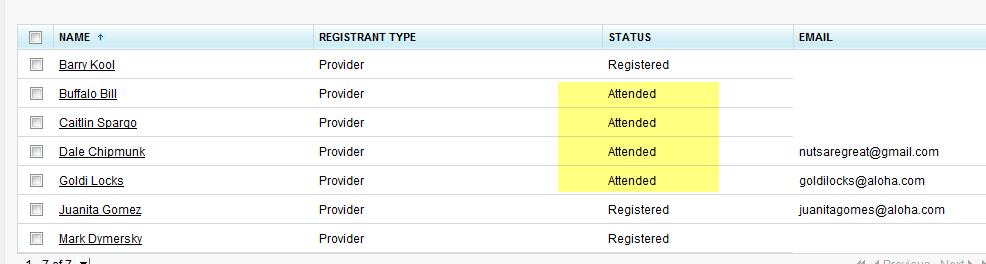 NAME ↑ REGISTRANT TYPE STATUS EMAIL
Barry Kool Provider Registered
Buffalo Bill Provider Attended
Caitlin Spargo Provider Attended
Dale Chipmunk Provider Attended nutsaregreat@gmail.com
Goldi Locks Provider Attended goldilocks@aloha.com
Juanita Gomez Provider Registered juanitagomes@aloha.com
Mark Dymersky Provider Registered
1 - 7 of 7 Previous Next